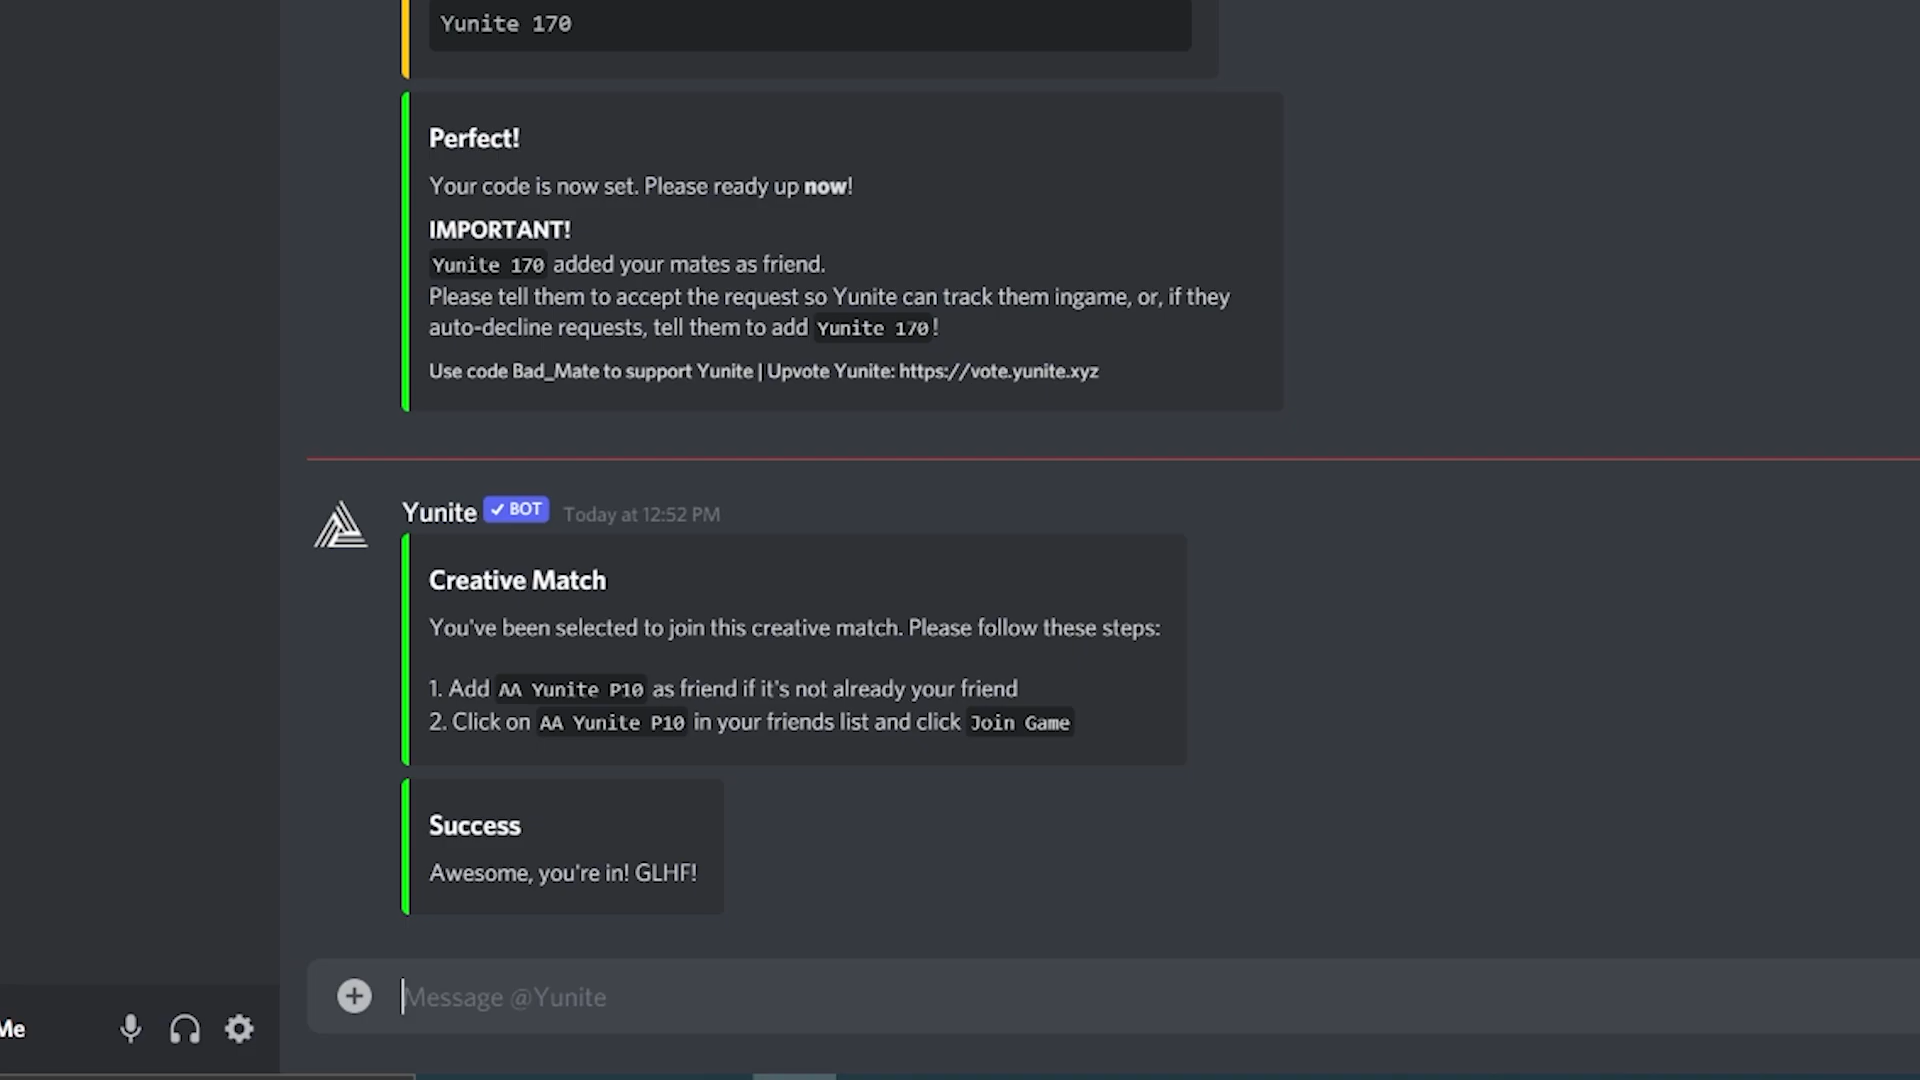 Yunite 170
Perfect!
Your code is now set. Please ready up now!
IMPORTANT!
Yunite 170 added your mates as friend.
Please tell them to accept the request so Yunite can track them ingame, or, if they
auto-decline requests, tell them to add Yunite 170!
Use code Bad_Mate to support Yunite | Upvote Yunite: https://vote.yunite.xyz
Yunite ✓ BOT Today at 12:52 PM
Creative Match
You've been selected to join this creative match. Please follow these steps:
1. Add AA Yunite P10 as friend if it's not already your friend
2. Click on AA Yunite P10 in your friends list and click Join Game
Success
Awesome, you're in! GLHF!
Message @Yunite
Me